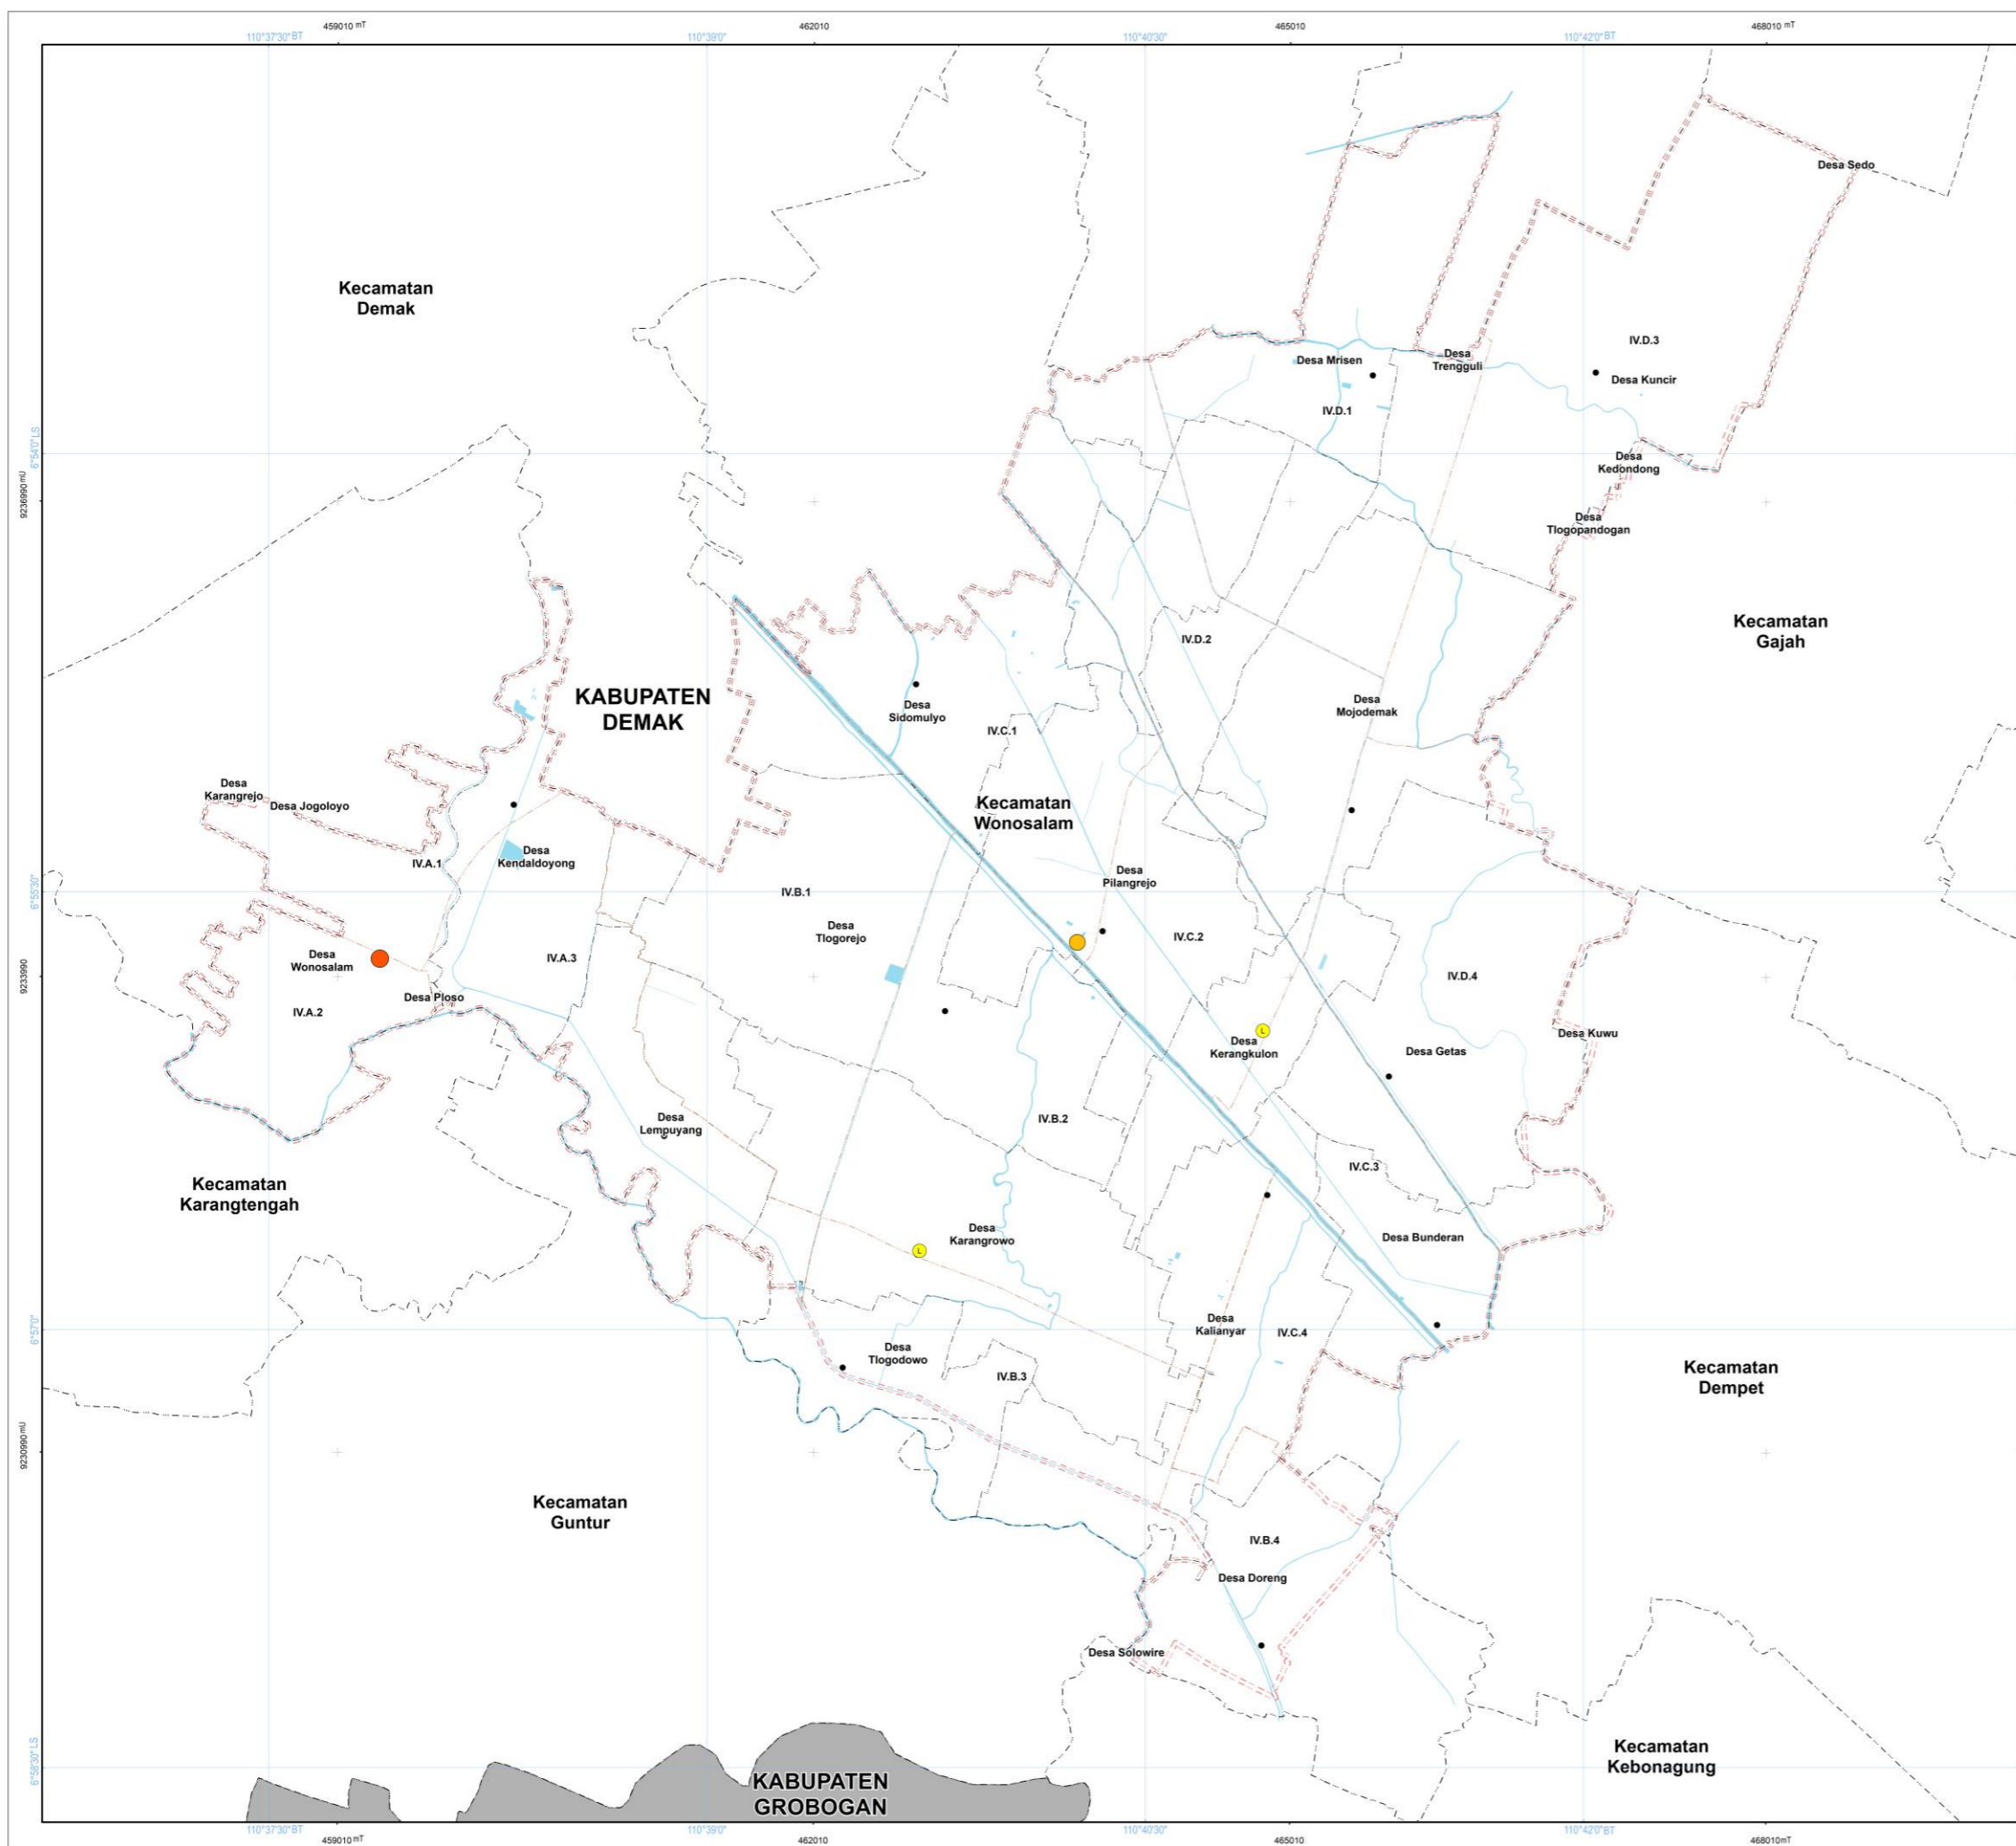 459010 mT
462010
465010
468010 mT
110°37'30" BT
110°39'0"
110°40'30"
110°42'0" BT
Desa Sedo
Kecamatan
Demak
IV.D.3
Desa Mrisen
Desa
Trengguli
Desa Kuncir
IV.D.1
6°54'0" LS
Desa
Kedondong
9236990 mU
Desa
Tlogopandogan
Kecamatan
Gajah
IV.D.2
KABUPATEN
DEMAK
Desa
Sidomulyo
Desa
Mojodemak
IV.C.1
Desa
Karangrejo
Desa Jogoloyo
Kecamatan
Wonosalam
IV.A.1
Desa
Kendaldoyong
Desa
Pilangrejo
6°55'30"
IV.B.1
Desa
Tlogorejo
IV.C.2
Desa
Wonosalam
IV.A.3
9233990
IV.D.4
Desa Ploso
IV.A.2
Desa Kuwu
L
Desa
Kerangkulon
Desa Getas
Desa
Lempuyang
IV.B.2
IV.C.3
Kecamatan
Karangtengah
Desa
Karangrowo
Desa Bunderan
L
6°57'0"
Desa
Kalianyar
IV.C.4
Desa
Tlogodowo
IV.B.3
Kecamatan
Dempet
9230990 mU
Kecamatan
Guntur
IV.B.4
Desa Doreng
Desa Solowire
Kecamatan
Kebonagung
6°58'30" LS
KABUPATEN
GROBOGAN
110°37'30" BT
110°39'0"
110°40'30"
110°42'0" BT
459010 mT
462010
465010
468010 mT